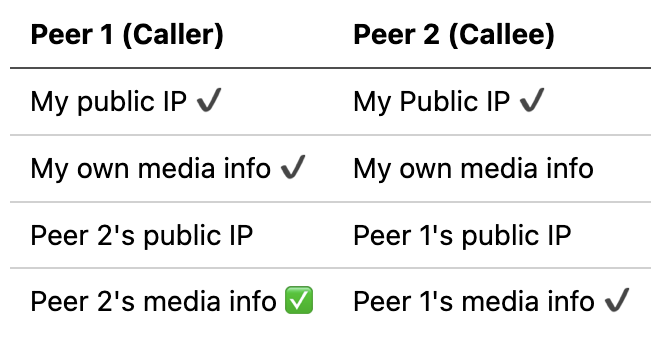 Peer 1 (Caller) Peer 2 (Callee)
My public IP ✔ My Public IP ✔
My own media info ✔ My own media info
Peer 2's public IP Peer 1's public IP
Peer 2's media info ✅ Peer 1's media info ✔